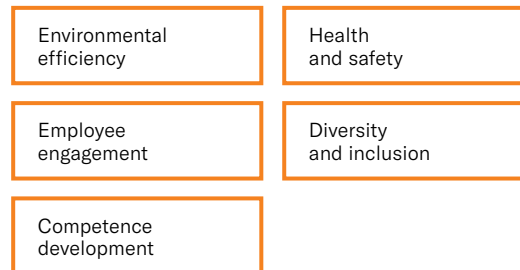 Environmental
efficiency
Health
and safety
Employee
engagement
Diversity
and inclusion
Competence
development